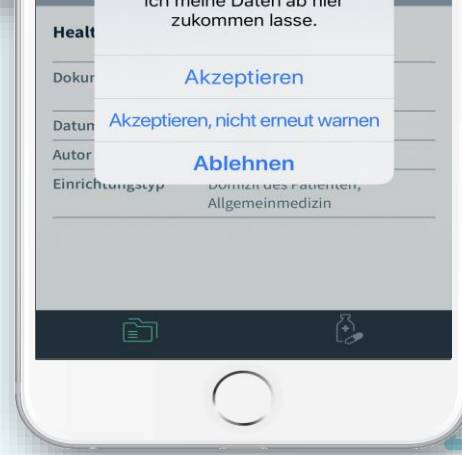 ich meine Daten ab hier
zukommen lasse.
Healt
Akzeptieren
Dokur
Akzeptieren, nicht erneut warnen
Datum
Autor
Ablehnen
Einrichtungstyp
Domizil des Patienten,
Allgemeinmedizin